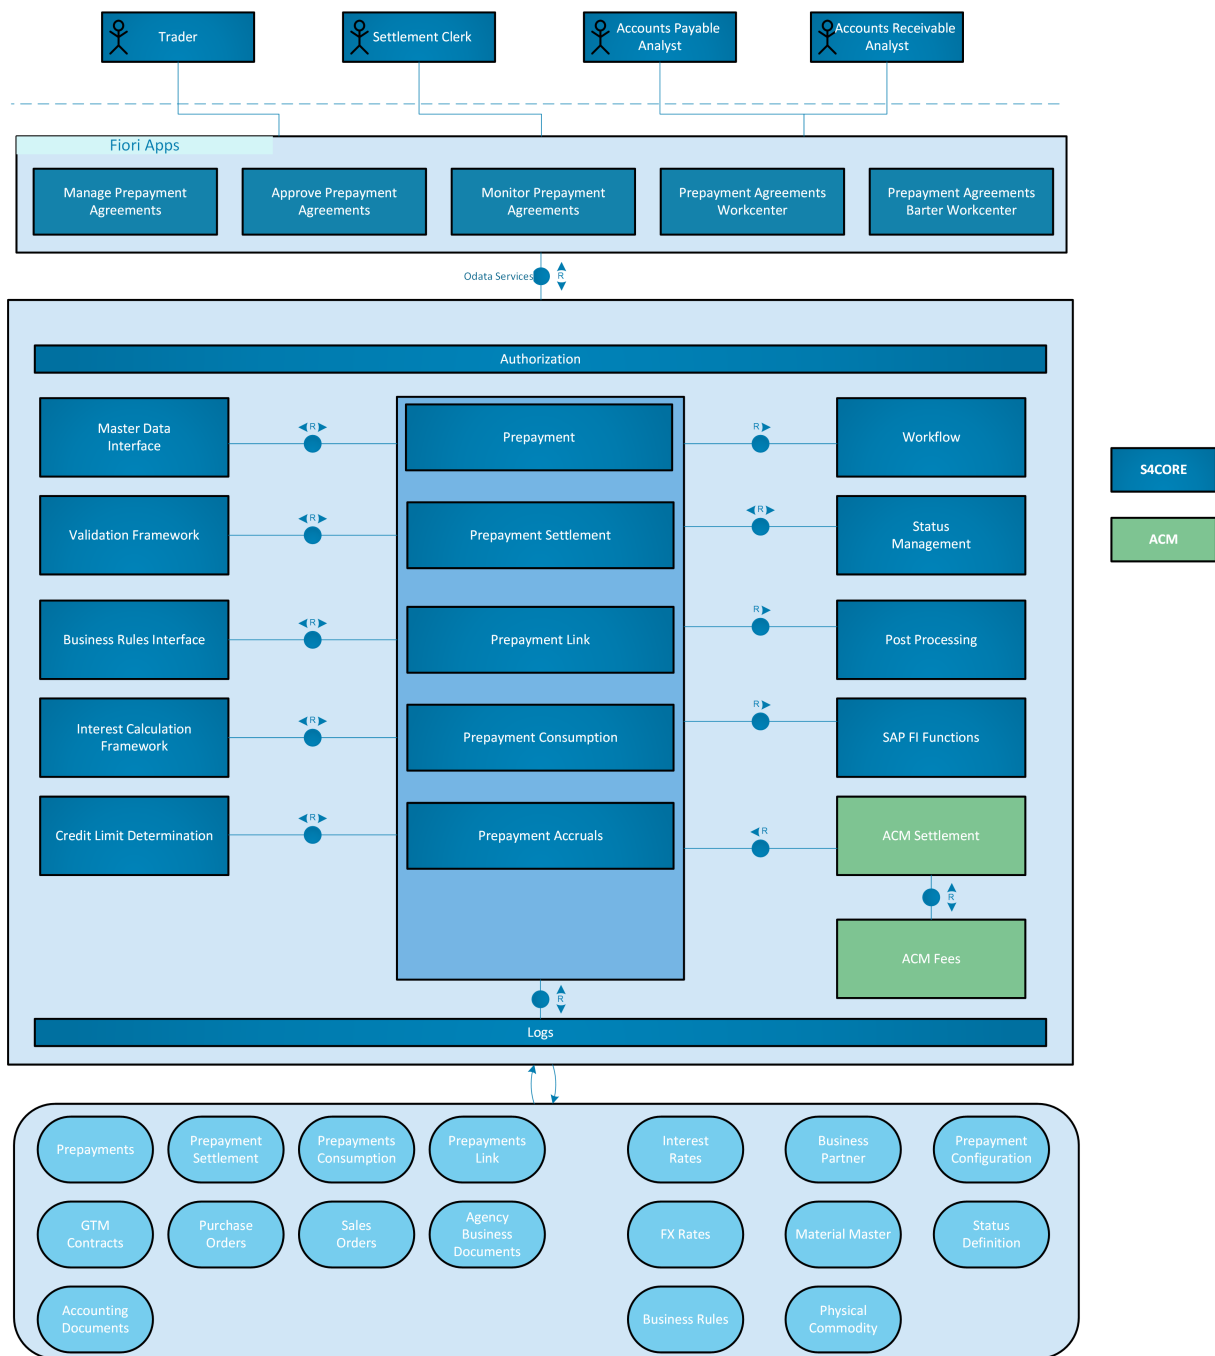 Trader
Settlement Clerk
Accounts Payable
Analyst
Accounts Receivable
Analyst
Fiori Apps
Manage Prepayment
Agreements
Approve Prepayment
Agreements
Monitor Prepayment
Agreements
Prepayment Agreements
Workcenter
Prepayment Agreements
Barter Workcenter
Odata Services
R
Authorization
Master Data
Interface
R
Prepayment
R
Workflow
Validation Framework
R
Prepayment Settlement
R
Status
Management
Business Rules Interface
R
Prepayment Link
R
Post Processing
Interest Calculation
Framework
R
Prepayment Consumption
R
SAP FI Functions
Credit Limit Determination
R
Prepayment Accruals
R
ACM Settlement
R
ACM Fees
R
Logs
S4CORE
ACM
Prepayments
Prepayment
Settlement
Prepayments
Consumption
Prepayments
Link
Interest
Rates
Business
Partner
Prepayment
Configuration
GTM
Contracts
Purchase
Orders
Sales
Orders
Agency
Business
Documents
FX Rates
Material Master
Status
Definition
Accounting
Documents
Business Rules
Physical
Commodity